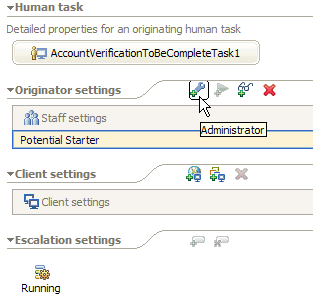 Human task
Detailed properties for an originating human task
AccountVerificationToBeCompleteTask1
Originator settings
Administrator
Staff settings
Potential Starter
Client settings
Client settings
Escalation settings
Running